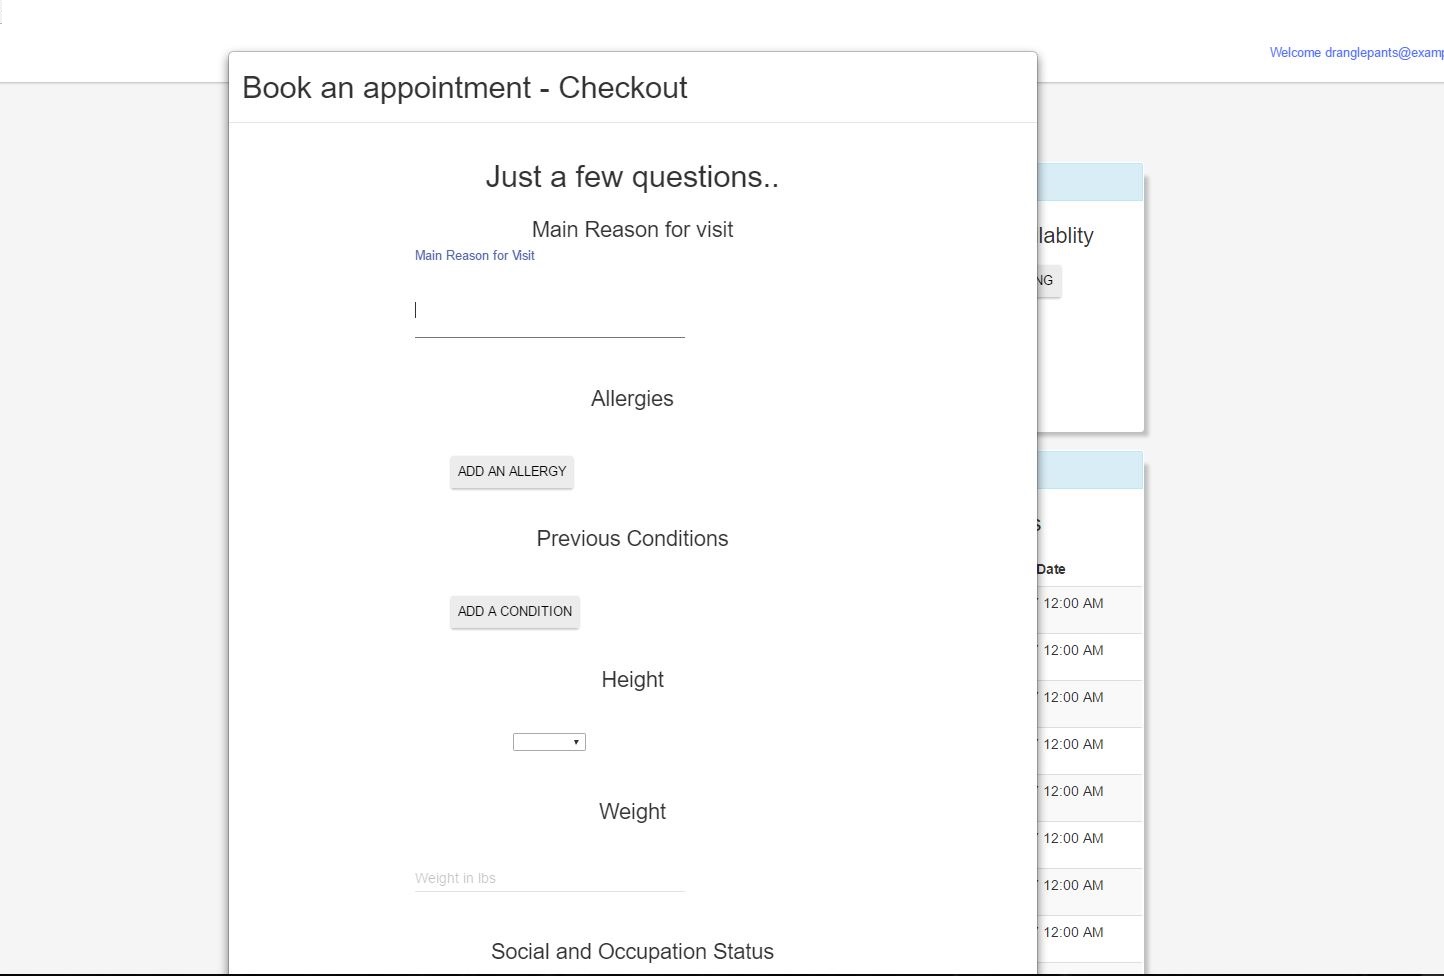 Welcome dranglepants@examp
Book an appointment - Checkout
Just a few questions..
Main Reason for visit
Main Reason for Visit
Allergies
ADD AN ALLERGY
Previous Conditions
ADD A CONDITION
Height
Weight
Weight in lbs
Social and Occupation Status
lablity
NG
s
Date
12:00 AM
12:00 AM
12:00 AM
12:00 AM
12:00 AM
12:00 AM
12:00 AM
12:00 AM